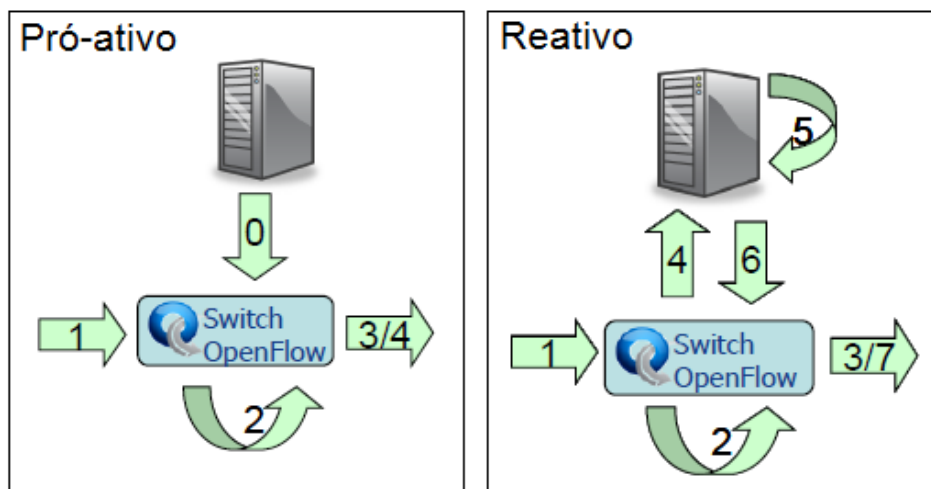 Pró-ativo
0
1
Switch
OpenFlow
3/4
2
Reativo
5
4
6
1
Switch
OpenFlow
3/7
2